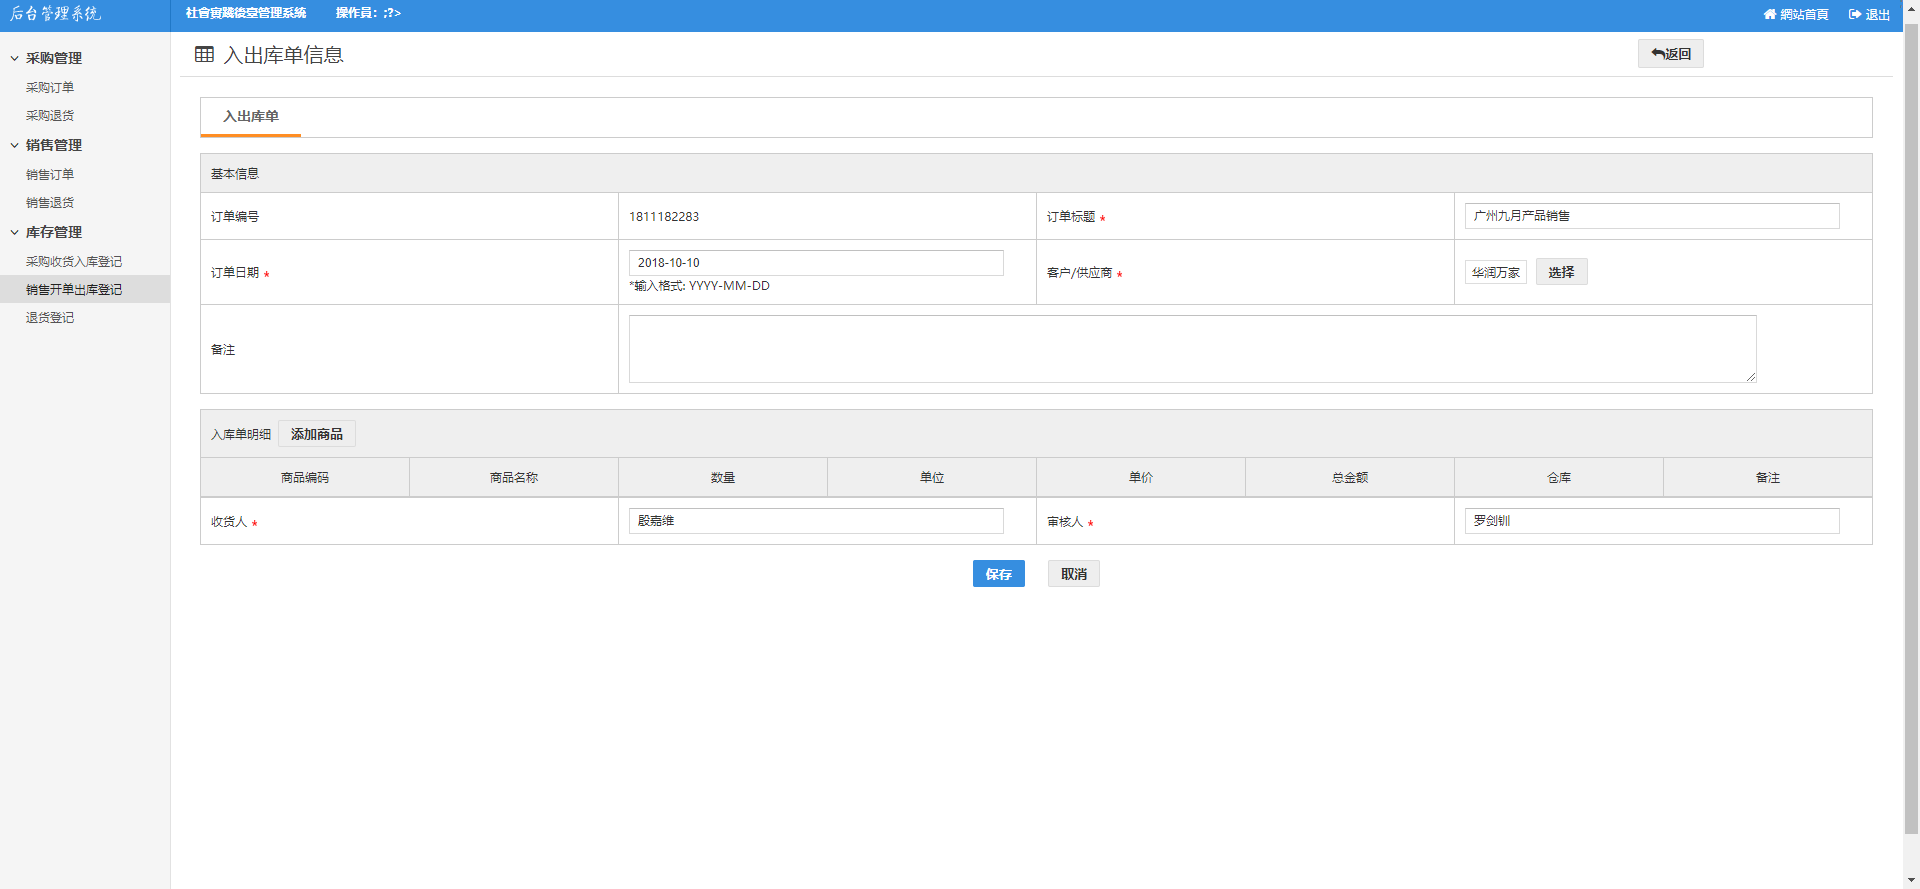 后台管理系统
社會實踐後臺管理系統 操作員：;?>
網站首頁 退出
采购管理
采购订单
采购退货
销售管理
销售订单
销售退货
库存管理
采购收货入库登记
销售开单出库登记
退货登记
入出库单信息
返回
入出库单
基本信息
订单编号 1811182283 订单标题 * 广州九月产品销售
订单日期 * 2018-10-10 客户/供应商 * 华润万家 选择
*输入格式: YYYY-MM-DD
备注
入库单明细 添加商品
商品编码 商品名称 数量 单位 单价 总金额 仓库 备注
收货人 * 殷嘉维 审核人 * 罗剑钏
保存 取消